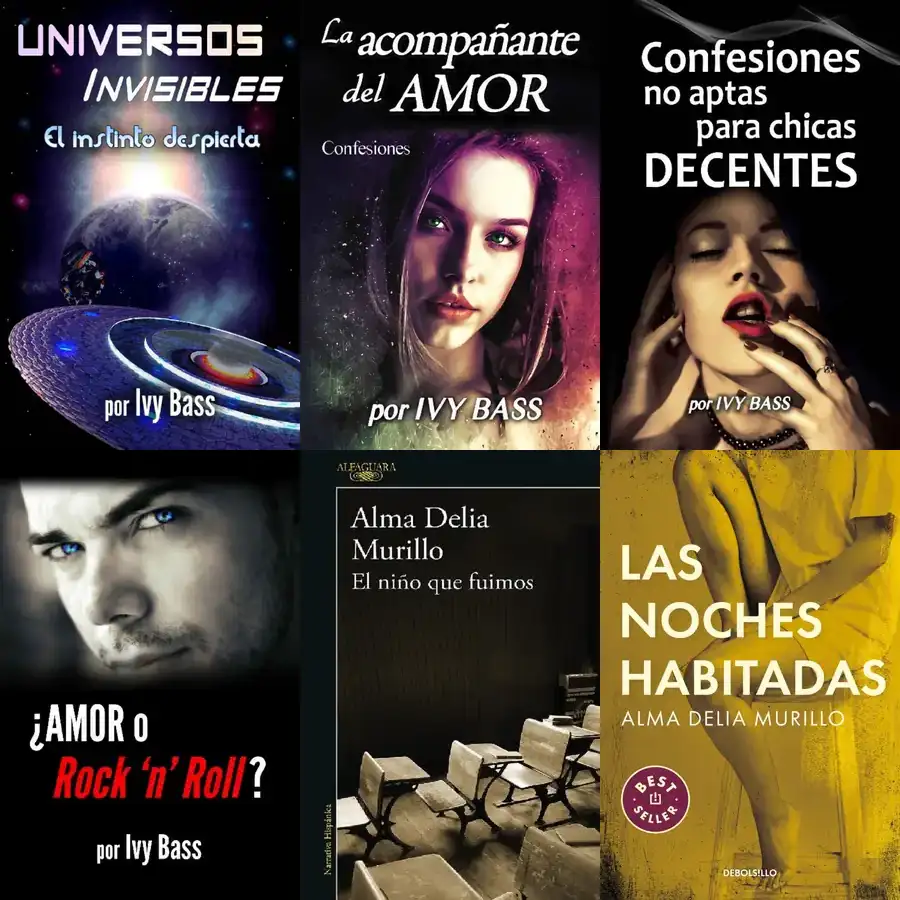 UNIVERSOS
INVISIBLES
El instinto despierta
por Ivy Bass
La acompañante
del AMOR
Confesiones
por IVY BASS
Confesiones
no aptas
para chicas
DECENTES
por IVY BASS
¿AMOR o
Rock ‘n’ Roll?
por Ivy Bass
ALFAGUARA
Alma Delia
Murillo
El niño que fuimos
Narrativa Hispánica
LAS
NOCHES
HABITADAS
ALMA DELIA MURILLO
BEST
SELLER
DEBOLS!LLO